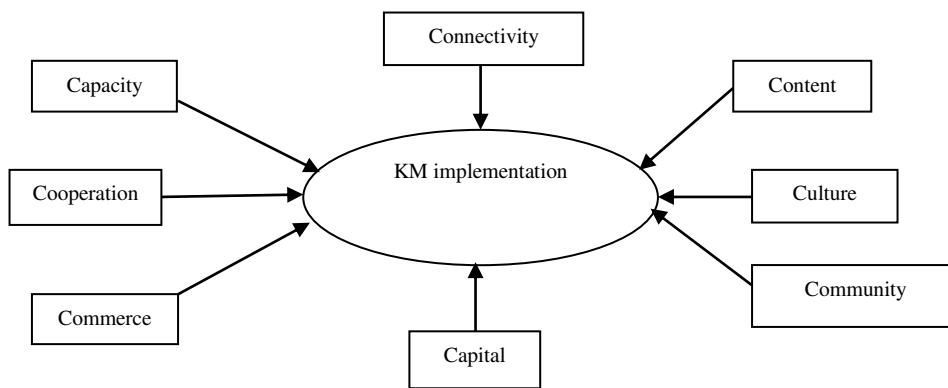 Connectivity
Capacity
Content
KM implementation
Cooperation
Culture
Community
Commerce
Capital